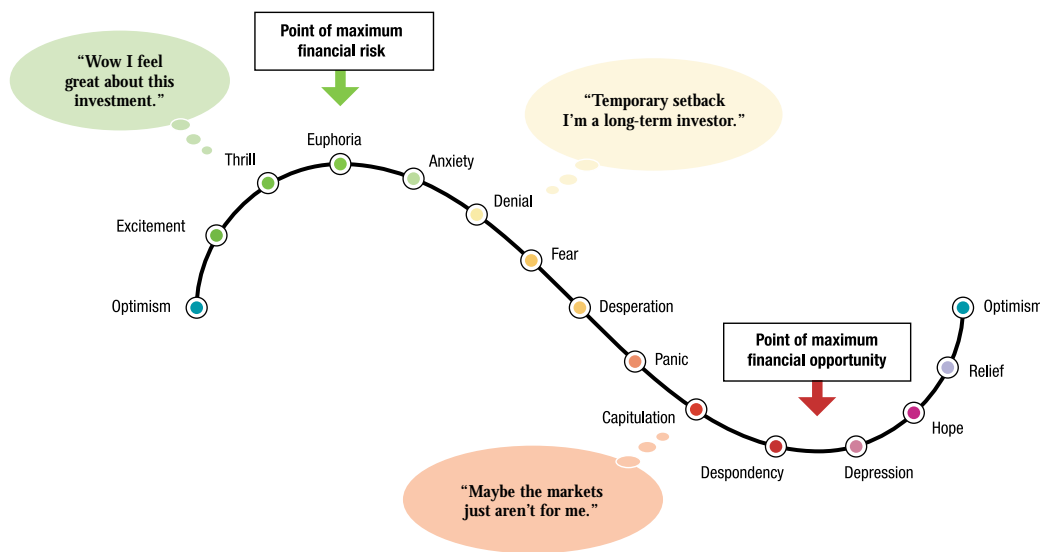 Point of maximum
financial risk
“Wow I feel
great about this
investment.”
“Temporary setback
I’m a long-term investor.”
Euphoria
Thrill
Anxiety
Denial
Excitement
Fear
Optimism
Desperation
Optimism
Point of maximum
financial opportunity
Panic
Relief
Capitulation
Hope
Despondency
Depression
“Maybe the markets
just aren’t for me.”